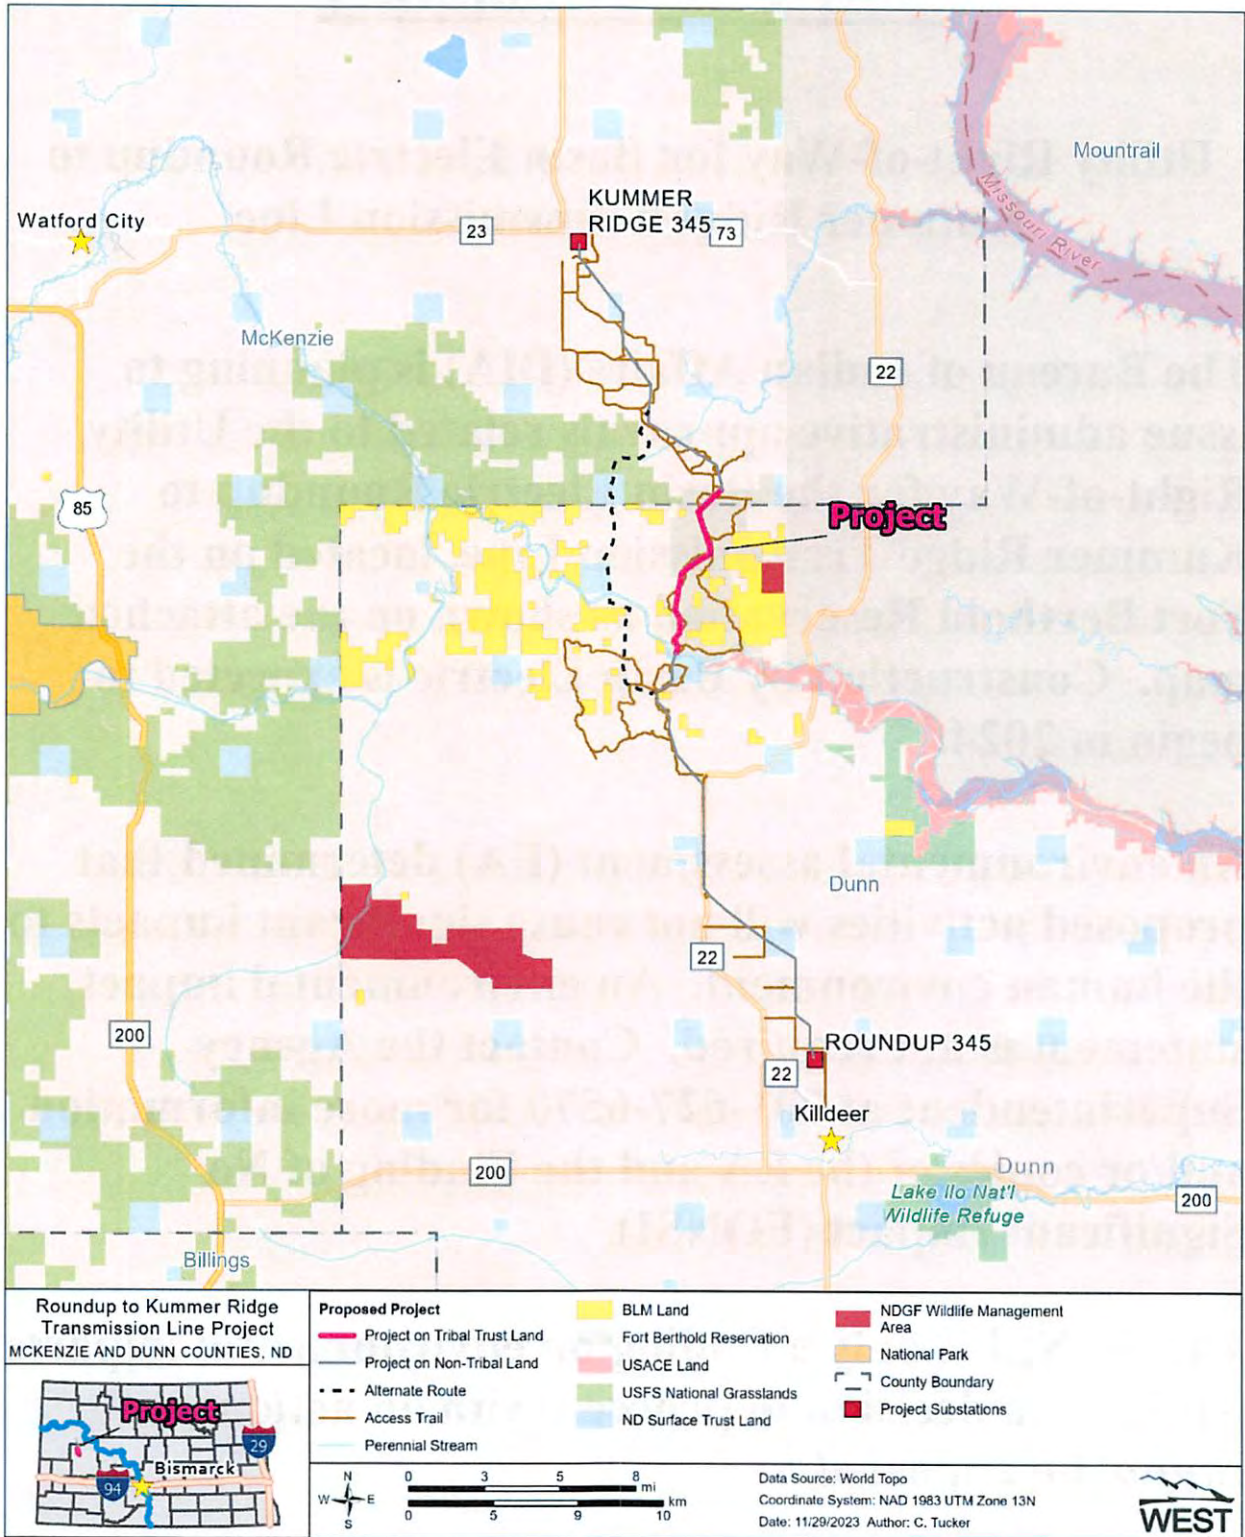 Mountrail
Missouri River
Watford City
KUMMER
RIDGE 345
23
73
McKenzie
22
85
Project
Dunn
22
200
ROUNDUP 345
22
Killdeer
200
Dunn
Lake Ilo Nat'l
Wildlife Refuge
200
Billings
Roundup to Kummer Ridge
Transmission Line Project
MCKENZIE AND DUNN COUNTIES, ND
Project
29
Bismarck
94
Proposed Project
Project on Tribal Trust Land
Project on Non-Tribal Land
Alternate Route
Access Trail
Perennial Stream
BLM Land
Fort Berthold Reservation
USACE Land
USFS National Grasslands
ND Surface Trust Land
NDGF Wildlife Management
Area
National Park
County Boundary
Project Substations
N
W E
S
0 3 5 8
mi
km
0 5 9 10
Data Source: World Topo
Coordinate System: NAD 1983 UTM Zone 13N
Date: 11/29/2023 Author: C. Tucker
WEST